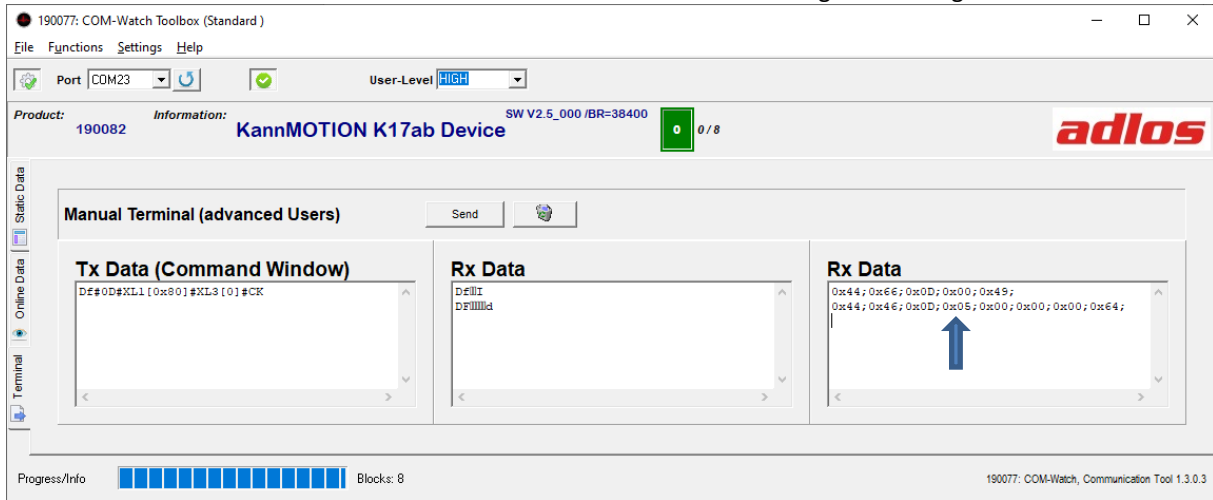 190077: COM-Watch Toolbox (Standard )
File Functions Settings Help
Port COM23 User-Level HIGH
Product: Information: SW V2.5_000 /BR=38400
190082 KannMOTION K17ab Device 0 0/8 adlos
Static Data
Online Data
Terminal
Manual Terminal (advanced Users) Send
Tx Data (Command Window)
Df#0D#XL1[0x80]#XL3[0]#CK
Rx Data
Rx Data
0x44;0x66;0x0D;0x00;0x49;
0x44;0x46;0x0D;0x05;0x00;0x00;0x00;0x64;
Progress/Info Blocks: 8 190077: COM-Watch, Communication Tool 1.3.0.3